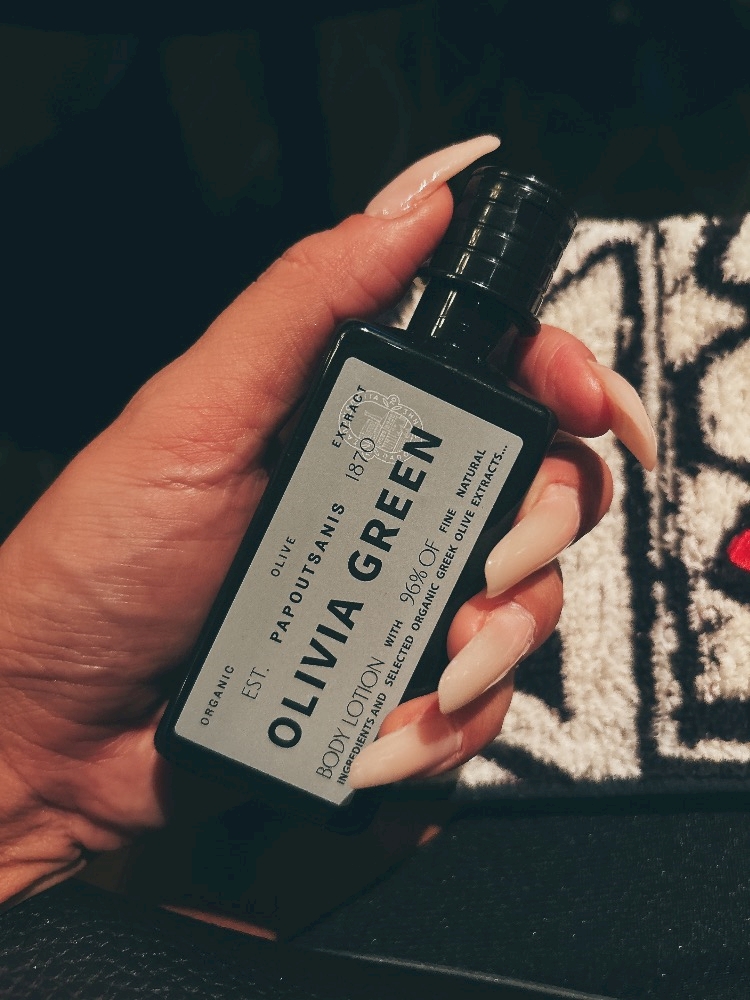 ORGANIC OLIVE EXTRACT
EST. PAPOUTSANIS 1870
OLIVIA GREEN
BODY LOTION WITH 96% OF FINE NATURAL
INGREDIENTS AND SELECTED ORGANIC GREEK OLIVE EXTRACTS...